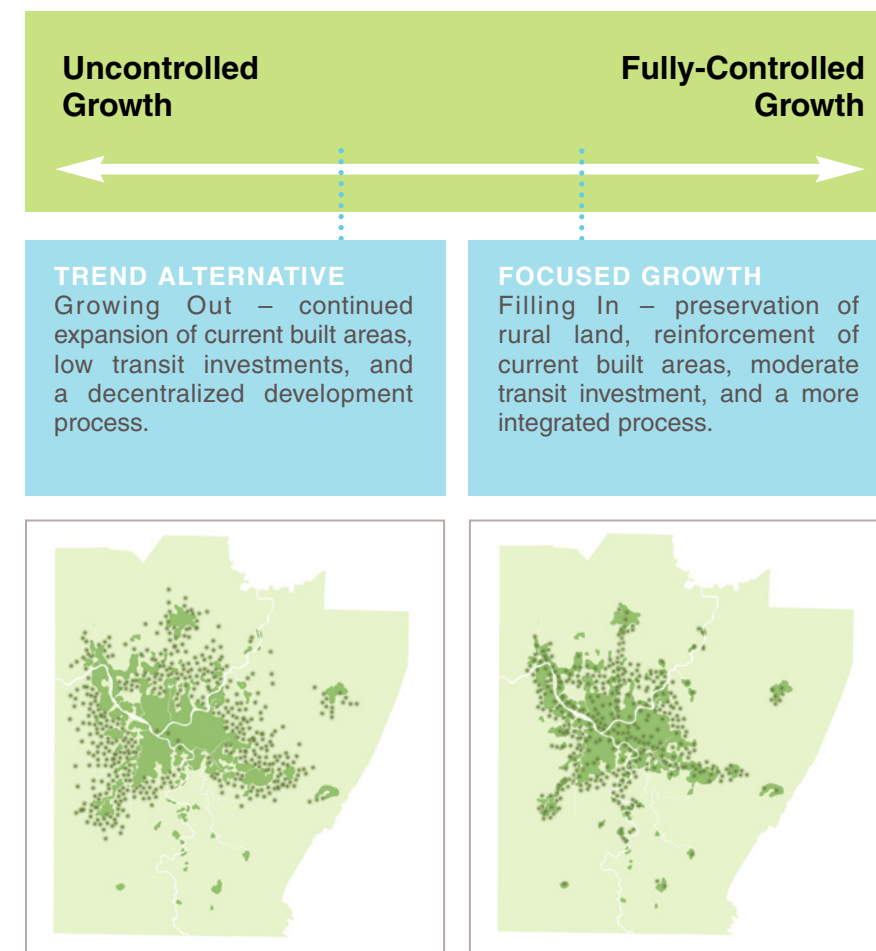 Uncontrolled
Growth
Fully-Controlled
Growth
TREND ALTERNATIVE
Growing Out – continued
expansion of current built areas,
low transit investments, and
a decentralized development
process.
FOCUSED GROWTH
Filling In – preservation of
rural land, reinforcement of
current built areas, moderate
transit investment, and a more
integrated process.